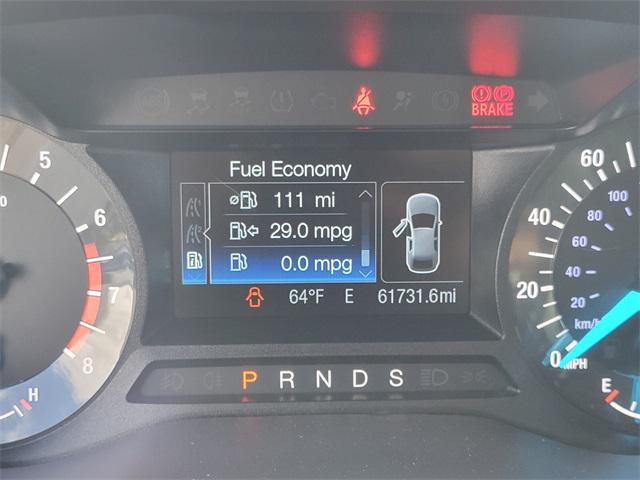 BRAKE
Fuel Economy
111 mi
29.0 mpg
0.0 mpg
64°F E 61731.6mi
P R N D S
5
6
7
8
H
60
40
20
0
MPH
100
80
60
40
20
km/h
E